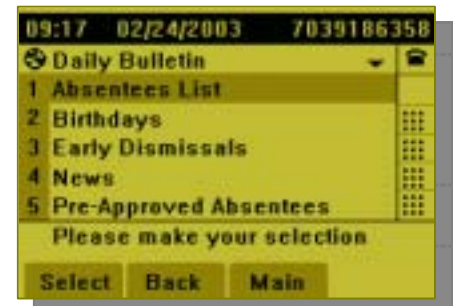 09:17 02/24/2003 7039186358
Daily Bulletin
1 Absentees List
2 Birthdays
3 Early Dismissals
4 News
5 Pre-Approved Absentees
Please make your selection
Select Back Main